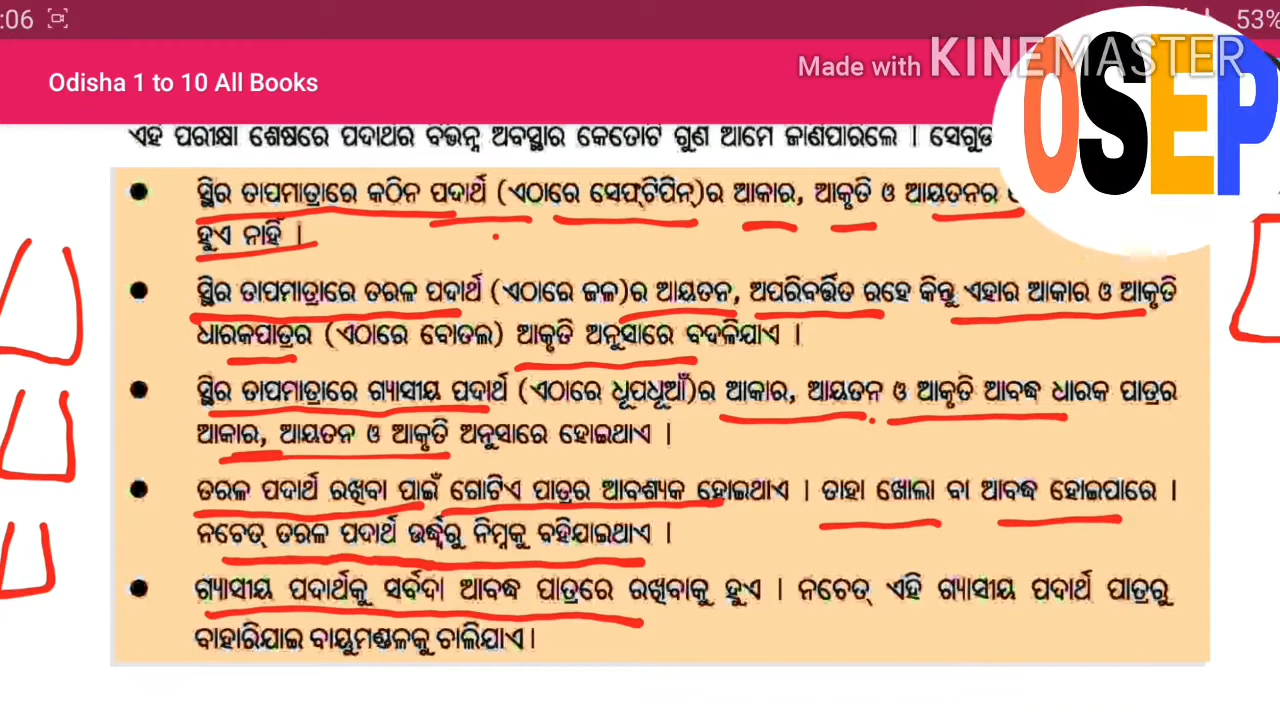 :06 53%
Made with KINEMASTER
Odisha 1 to 10 All Books
OSEP
ଏହି ପରୀକ୍ଷା ଶେଷରେ ପଦାର୍ଥର ବିଭିନ୍ନ ଅବସ୍ଥାର କେତୋଟି ଗୁଣ ଆମେ ଜାଣିପାରିଲେ ।
● ସ୍ଥିର ତାପମାତ୍ରାରେ କଠିନ ପଦାର୍ଥ (ଏଠାରେ ସେଫ୍‌ଟିପିନ୍)ର ଆକାର, ଆକୃତି ଓ ଆୟତନର
ହୁଏ ନାହିଁ ।
● ସ୍ଥିର ତାପମାତ୍ରାରେ ତରଳ ପଦାର୍ଥ (ଏଠାରେ ଜଳ)ର ଆୟତନ, ଅପରିବର୍ତ୍ତିତ ରହେ କିନ୍ତୁ ଏହାର ଆକାର ଓ ଆକୃତି
ଧାରକପାତ୍ରର (ଏଠାରେ ବୋତଲ) ଆକୃତି ଅନୁସାରେ ବଦଳିଯାଏ ।
● ସ୍ଥିର ତାପମାତ୍ରାରେ ଗ୍ୟାସୀୟ ପଦାର୍ଥ (ଏଠାରେ ଧୂପଧୂଆଁ)ର ଆକାର, ଆୟତନ ଓ ଆକୃତି ଆବଦ୍ଧ ଧାରକ ପାତ୍ରର
ଆକାର, ଆୟତନ ଓ ଆକୃତି ଅନୁସାରେ ହୋଇଥାଏ ।
● ତରଳ ପଦାର୍ଥ ରଖିବା ପାଇଁ ଗୋଟିଏ ପାତ୍ରର ଆବଶ୍ୟକ ହୋଇଥାଏ । ତାହା ଖୋଲା ବା ଆବଦ୍ଧ ହୋଇପାରେ ।
ନଚେତ୍ ତରଳ ପଦାର୍ଥ ଊର୍ଦ୍ଧ୍ୱରୁ ନିମ୍ନକୁ ବହିଯାଇଥାଏ ।
● ଗ୍ୟାସୀୟ ପଦାର୍ଥକୁ ସର୍ବଦା ଆବଦ୍ଧ ପାତ୍ରରେ ରଖିବାକୁ ହୁଏ । ନଚେତ୍ ଏହି ଗ୍ୟାସୀୟ ପଦାର୍ଥ ପାତ୍ରରୁ
ବାହାରିଯାଇ ବାୟୁମଣ୍ଡଳକୁ ଚାଲିଯାଏ ।